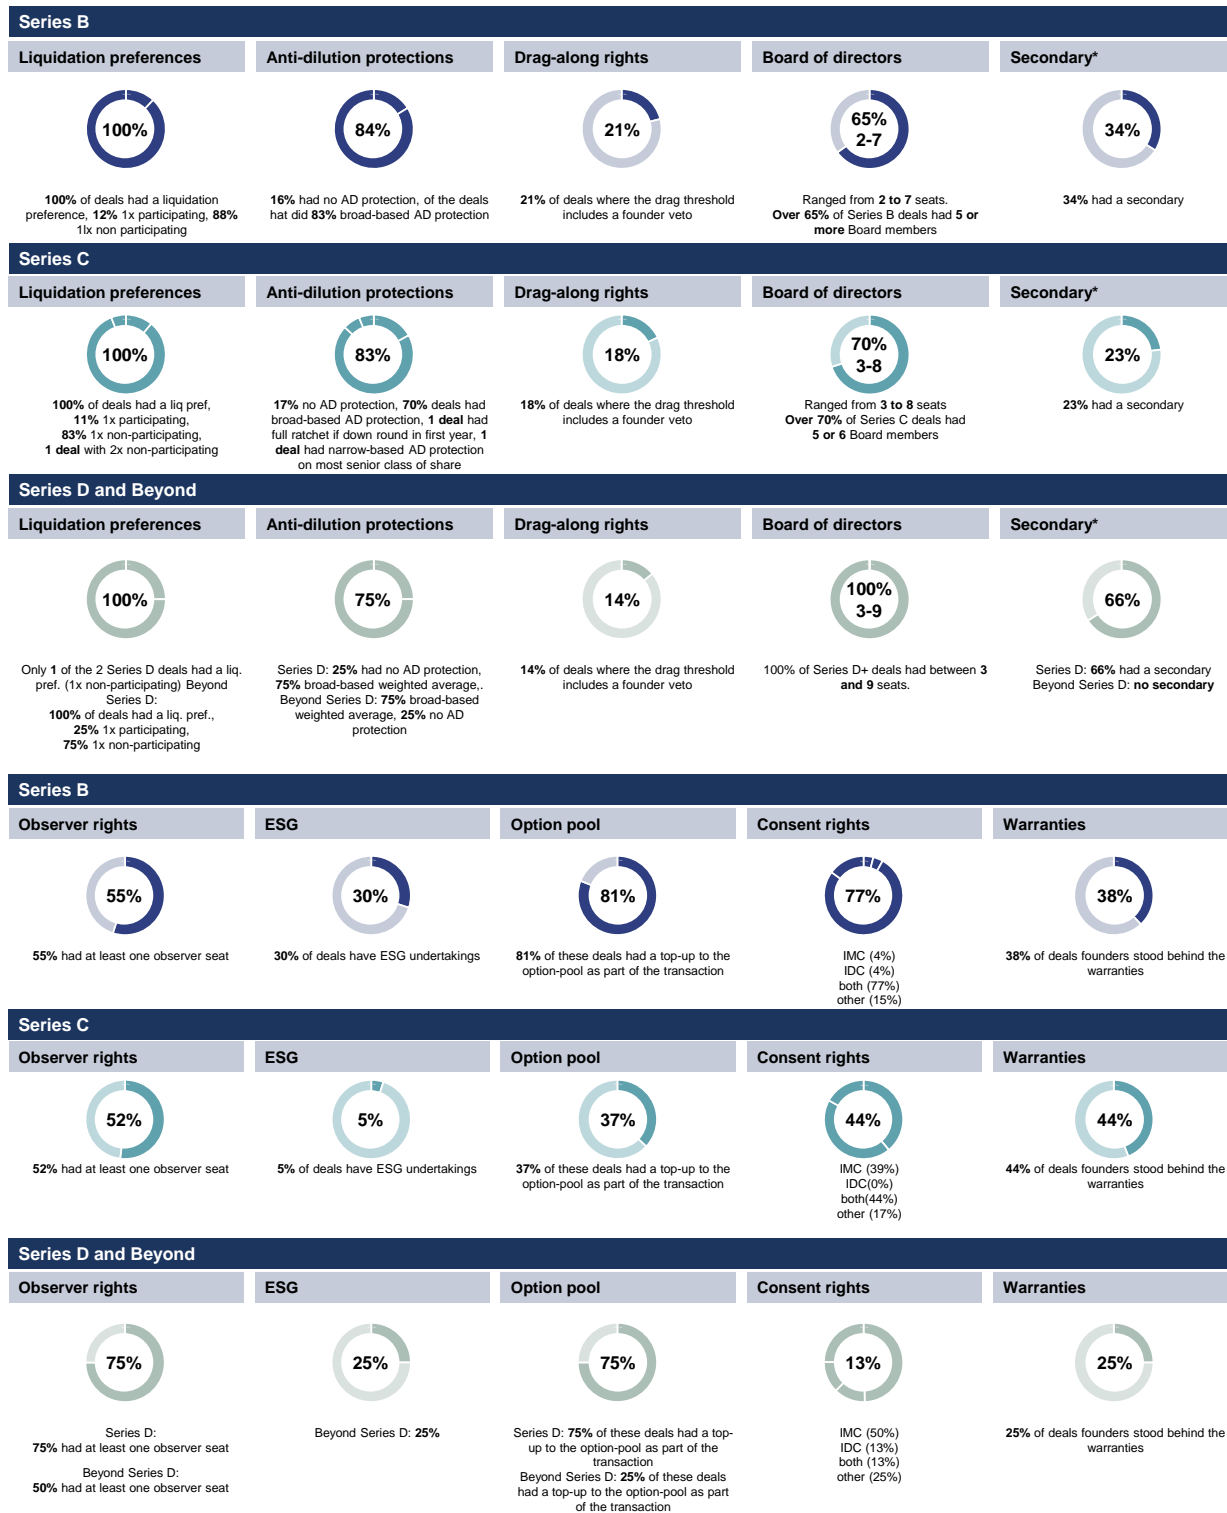 Series B
Liquidation preferences
Anti-dilution protections
Drag-along rights
Board of directors
Secondary*
100%
84%
21%
65%
2-7
34%
100% of deals had a liquidation
preference, 12% 1x participating, 88%
1lx non participating
16% had no AD protection, of the deals
hat did 83% broad-based AD protection
21% of deals where the drag threshold
includes a founder veto
Ranged from 2 to 7 seats.
Over 65% of Series B deals had 5 or
more Board members
34% had a secondary
Series C
Liquidation preferences
Anti-dilution protections
Drag-along rights
Board of directors
Secondary*
100%
83%
18%
70%
3-8
23%
100% of deals had a liq pref,
11% 1x participating,
83% 1x non-participating,
1 deal with 2x non-participating
17% no AD protection, 70% deals had
broad-based AD protection, 1 deal had
full ratchet if down round in first year, 1
deal had narrow-based AD protection
on most senior class of share
18% of deals where the drag threshold
includes a founder veto
Ranged from 3 to 8 seats
Over 70% of Series C deals had
5 or 6 Board members
23% had a secondary
Series D and Beyond
Liquidation preferences
Anti-dilution protections
Drag-along rights
Board of directors
Secondary*
100%
75%
14%
100%
3-9
66%
Only 1 of the 2 Series D deals had a liq.
pref. (1x non-participating) Beyond
Series D:
100% of deals had a liq. pref.,
25% 1x participating,
75% 1x non-participating
Series D: 25% had no AD protection,
75% broad-based weighted average,.
Beyond Series D: 75% broad-based
weighted average, 25% no AD
protection
14% of deals where the drag threshold
includes a founder veto
100% of Series D+ deals had between 3
and 9 seats.
Series D: 66% had a secondary
Beyond Series D: no secondary
Series B
Observer rights
ESG
Option pool
Consent rights
Warranties
55%
30%
81%
77%
38%
55% had at least one observer seat
30% of deals have ESG undertakings
81% of these deals had a top-up to the
option-pool as part of the transaction
IMC (4%)
IDC (4%)
both (77%)
other (15%)
38% of deals founders stood behind the
warranties
Series C
Observer rights
ESG
Option pool
Consent rights
Warranties
52%
5%
37%
44%
44%
52% had at least one observer seat
5% of deals have ESG undertakings
37% of these deals had a top-up to the
option-pool as part of the transaction
IMC (39%)
IDC(0%)
both(44%)
other (17%)
44% of deals founders stood behind the
warranties
Series D and Beyond
Observer rights
ESG
Option pool
Consent rights
Warranties
75%
25%
75%
13%
25%
Series D:
75% had at least one observer seat
Beyond Series D:
50% had at least one observer seat
Beyond Series D: 25%
Series D: 75% of these deals had a top-
up to the option-pool as part of the
transaction
Beyond Series D: 25% of these deals
had a top-up to the option-pool as part
of the transaction
IMC (50%)
IDC (13%)
both (13%)
other (25%)
25% of deals founders stood behind the
warranties